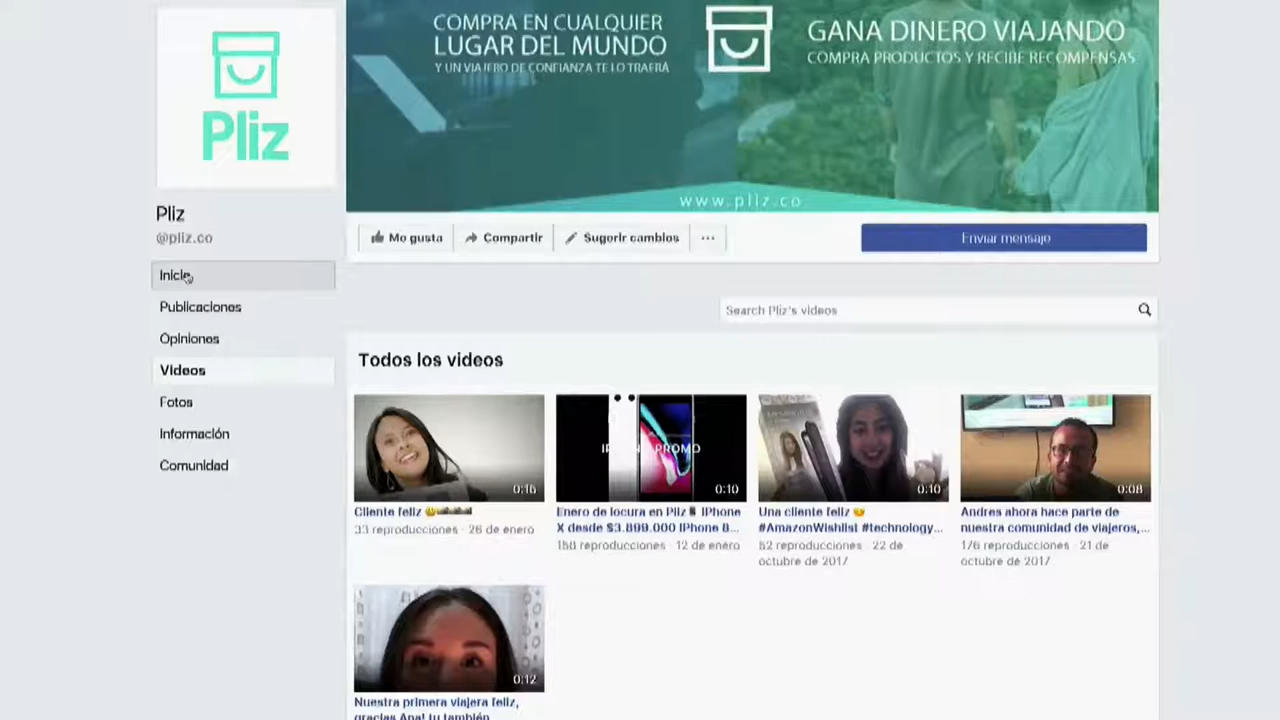 COMPRA EN CUALQUIER
LUGAR DEL MUNDO
Y UN VIAJERO DE CONFIANZA TE LO TRAERÁ
GANA DINERO VIAJANDO
COMPRA PRODUCTOS Y RECIBE RECOMPENSAS
www.pliz.co
Pliz
Pliz
@pliz.co
Me gusta
Compartir
Sugerir cambios
...
Enviar mensaje
Inicio
Publicaciones
Opiniones
Videos
Fotos
Información
Comunidad
Search Pliz's videos
Todos los videos
0:16
Cliente feliz
33 reproducciones · 26 de enero
PROMO
0:10
Enero de locura en Pliz IPhone
X desde $3.899.000 IPhone 8...
158 reproducciones · 12 de enero
0:10
Una cliente feliz
#AmazonWishlist #technology...
52 reproducciones · 22 de
octubre de 2017
0:08
Andres ahora hace parte de
nuestra comunidad de viajeros,...
176 reproducciones · 21 de
octubre de 2017
0:12
Nuestra primera viajera feliz,
gracias Ana! tu también